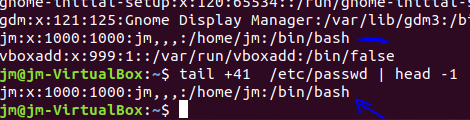 gnome-initial-setup:x:120:65534::/run/gnome-initial-s
gdm:x:121:125:Gnome Display Manager:/var/lib/gdm3:/bi
jm:x:1000:1000:jm,,,:/home/jm:/bin/bash
vboxadd:x:999:1::/var/run/vboxadd:/bin/false
jm@jm-VirtualBox:~$ tail +41  /etc/passwd | head -1
jm:x:1000:1000:jm,,,:/home/jm:/bin/bash
jm@jm-VirtualBox:~$